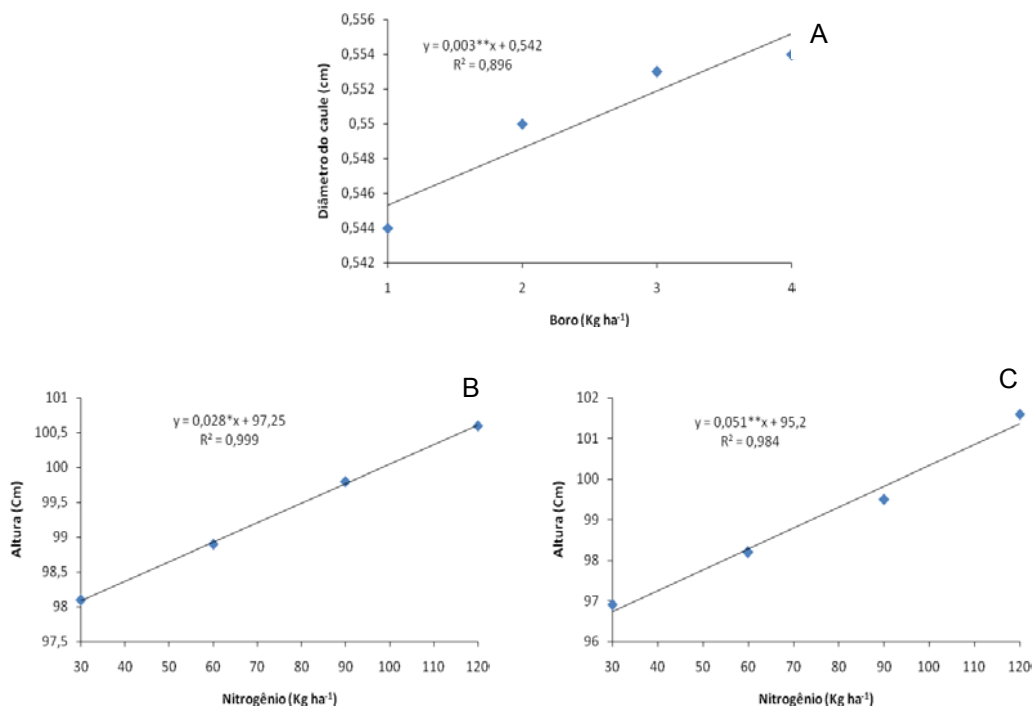 A
y = 0,003**x + 0,542
R² = 0,896
Diâmetro do caule (cm)
0,556
0,554
0,552
0,55
0,548
0,546
0,544
0,542
1 2 3 4
Boro (Kg ha⁻¹)
B
y = 0,028*x + 97,25
R² = 0,999
Altura (Cm)
101
100,5
100
99,5
99
98,5
98
97,5
30 40 50 60 70 80 90 100 110 120
Nitrogênio (Kg ha⁻¹)
C
y = 0,051**x + 95,2
R² = 0,984
Altura (Cm)
102
101
100
99
98
97
96
30 40 50 60 70 80 90 100 110 120
Nitrogênio (Kg ha⁻¹)